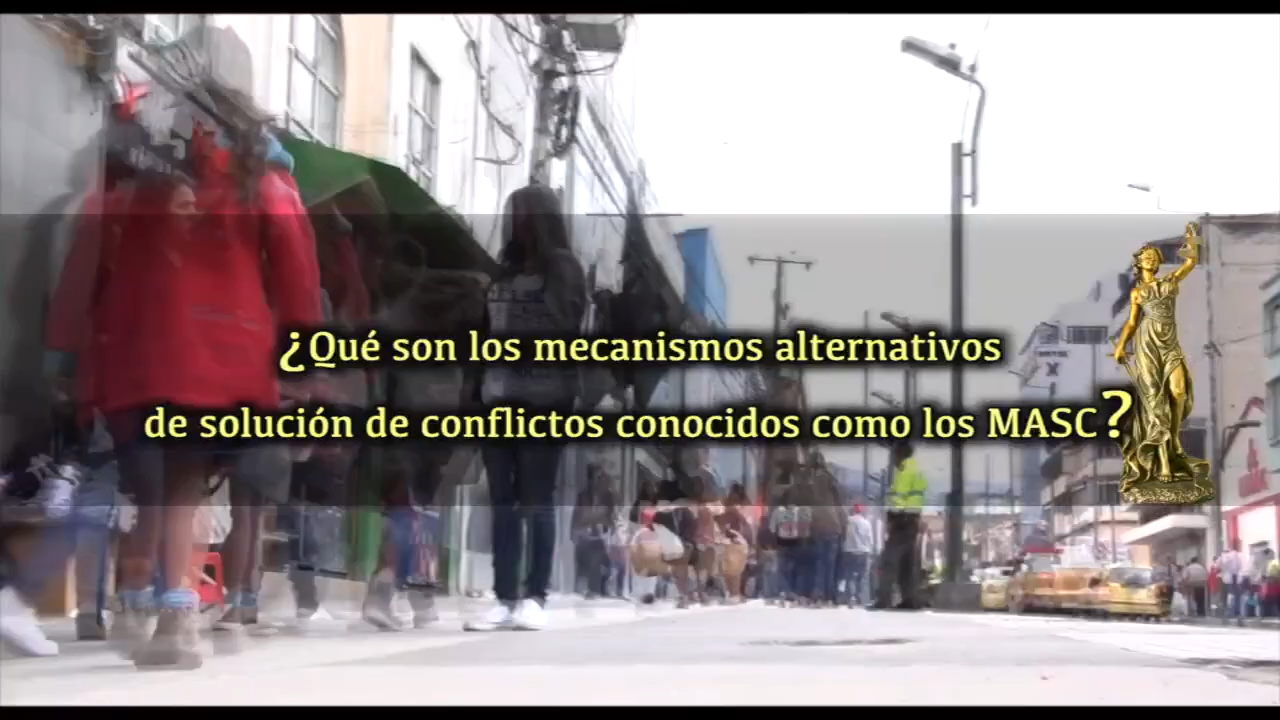 ¿Qué son los mecanismos alternativos
de solución de conflictos conocidos como los MASC?